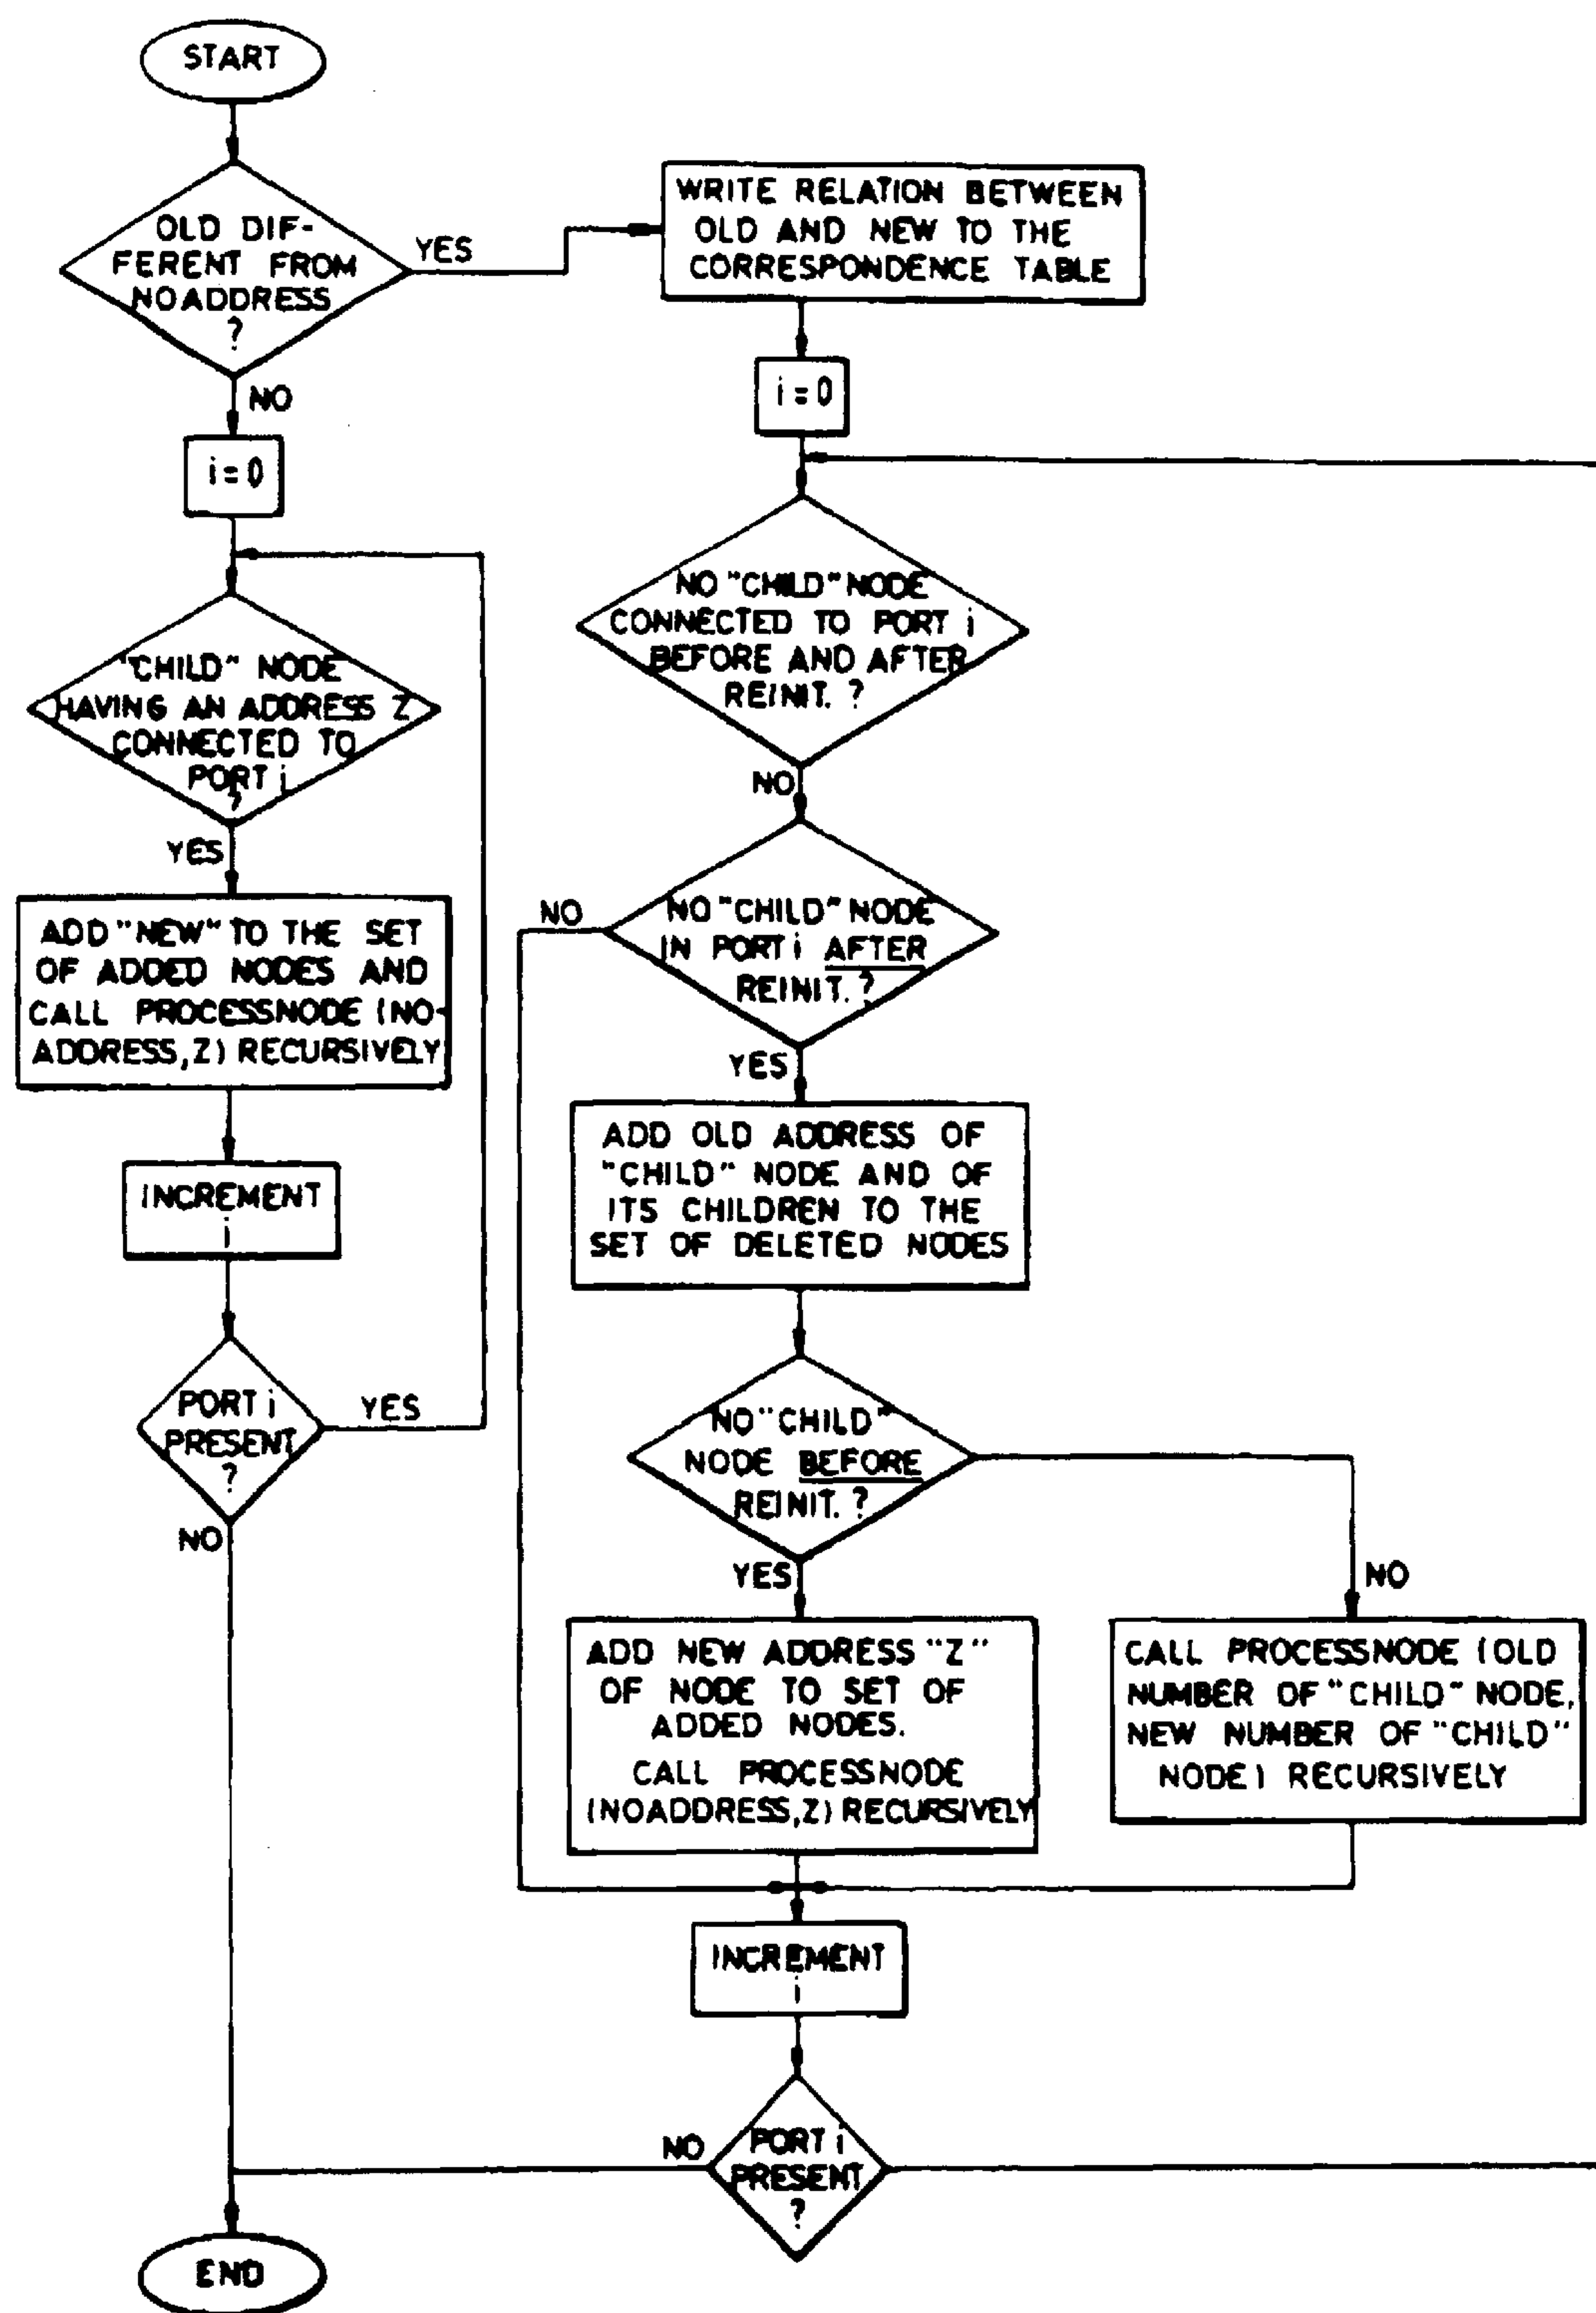 START
OLD DIF-
FERENT FROM
NOADDRESS
?
YES
NO
i=0
"CHILD" NODE
HAVING AN ADDRESS Z
CONNECTED TO
PORT i
?
YES
ADD "NEW" TO THE SET
OF ADDED NODES AND
CALL PROCESSNODE (NO-
ADDRESS,Z) RECURSIVELY
INCREMENT
i
PORT i
PRESENT
?
YES
NO
END
WRITE RELATION BETWEEN
OLD AND NEW TO THE
CORRESPONDENCE TABLE
i=0
NO "CHILD" NODE
CONNECTED TO PORT i
BEFORE AND AFTER
REINIT. ?
NO
NO "CHILD" NODE
IN PORT i AFTER
REINIT. ?
NO
YES
ADD OLD ADDRESS OF
"CHILD" NODE AND OF
ITS CHILDREN TO THE
SET OF DELETED NODES
NO "CHILD"
NODE BEFORE
REINIT. ?
YES
NO
ADD NEW ADDRESS "Z"
OF NODE TO SET OF
ADDED NODES.
CALL PROCESSNODE
(NOADDRESS,Z) RECURSIVELY
CALL PROCESSNODE (OLD
NUMBER OF "CHILD" NODE,
NEW NUMBER OF "CHILD"
NODE) RECURSIVELY
INCREMENT
i
PORT i
PRESENT
?
NO